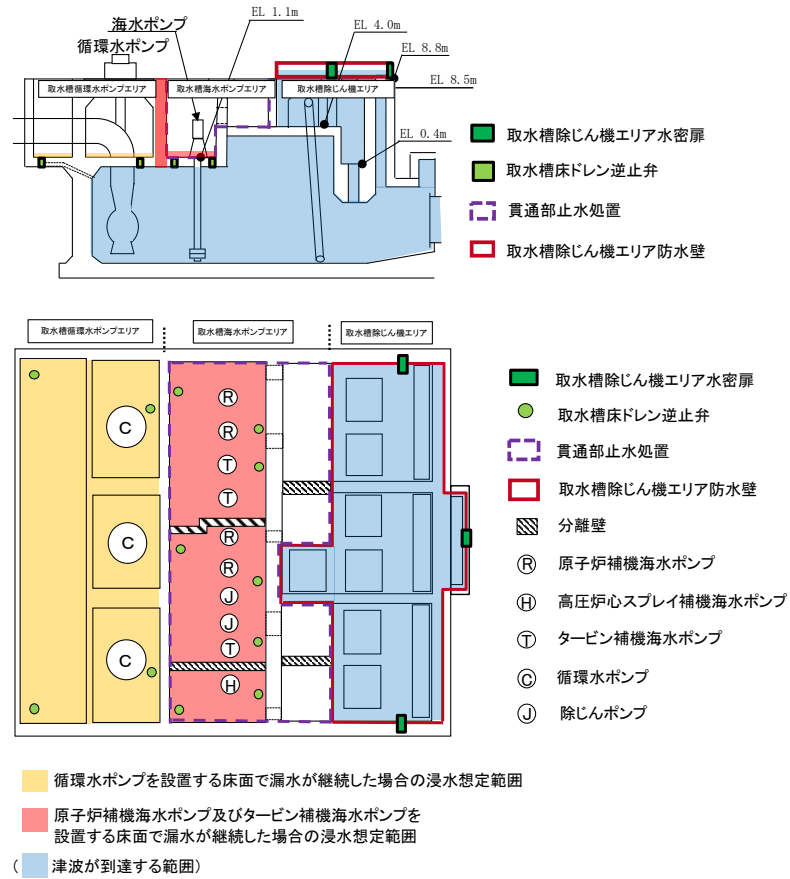 海水ポンプ
循環水ポンプ
EL 1.1m
EL 4.0m
EL 8.8m
EL 8.5m
取水槽循環水ポンプエリア
取水槽海水ポンプエリア
取水槽除じん機エリア
EL 0.4m
取水槽除じん機エリア水密扉
取水槽床ドレン逆止弁
貫通部止水処置
取水槽除じん機エリア防水壁
取水槽循環水ポンプエリア
取水槽海水ポンプエリア
取水槽除じん機エリア
C
C
C
R
R
T
T
R
R
J
J
T
H
取水槽除じん機エリア水密扉
取水槽床ドレン逆止弁
貫通部止水処置
取水槽除じん機エリア防水壁
分離壁
R 原子炉補機海水ポンプ
H 高圧炉心スプレイ補機海水ポンプ
T タービン補機海水ポンプ
C 循環水ポンプ
J 除じんポンプ
循環水ポンプを設置する床面で漏水が継続した場合の浸水想定範囲
原子炉補機海水ポンプ及びタービン補機海水ポンプを
設置する床面で漏水が継続した場合の浸水想定範囲
( 津波が到達する範囲)